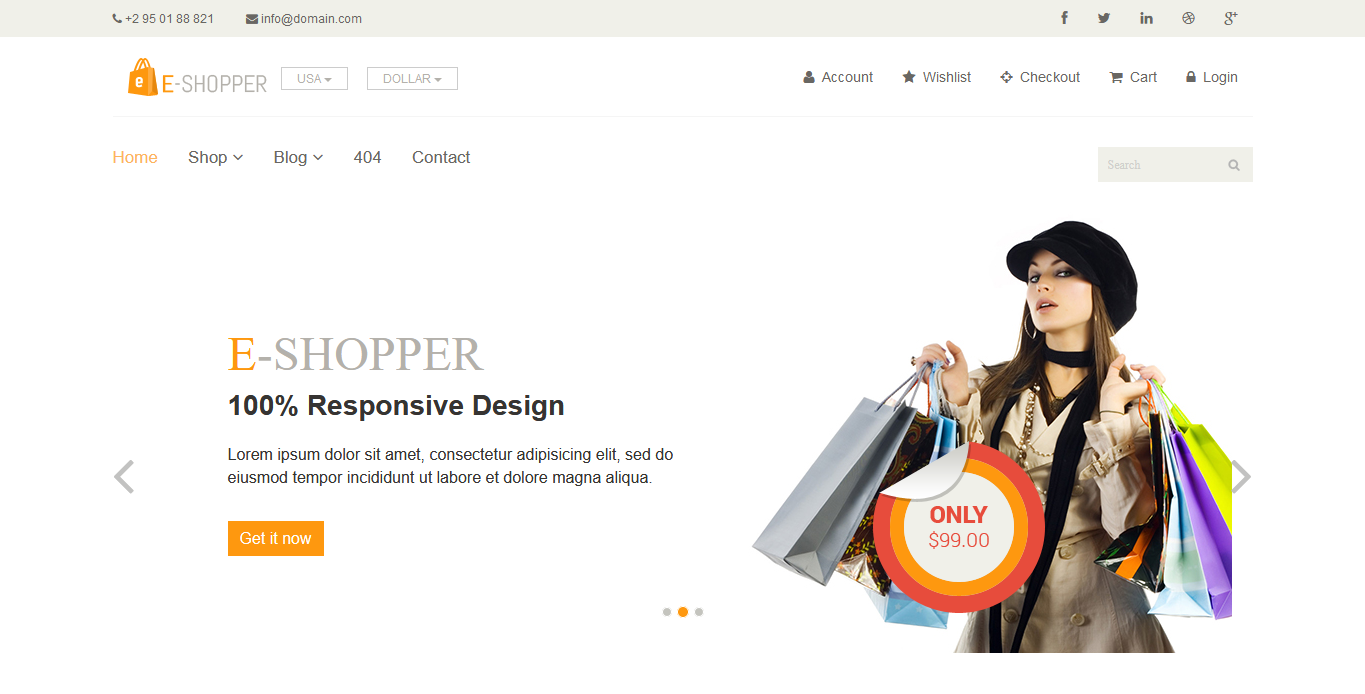 +2 95 01 88 821 info@domain.com
e E-SHOPPER USA DOLLAR Account Wishlist Checkout Cart Login
Home Shop Blog 404 Contact Search
E-SHOPPER
100% Responsive Design
Lorem ipsum dolor sit amet, consectetur adipisicing elit, sed do
eiusmod tempor incididunt ut labore et dolore magna aliqua.
Get it now
ONLY
$99.00